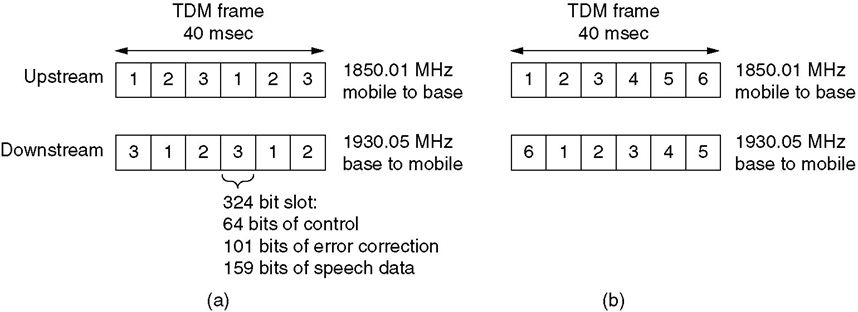 TDM frame
40 msec
Upstream
1 2 3 1 2 3
1850.01 MHz
mobile to base
Downstream
3 1 2 3 1 2
1930.05 MHz
base to mobile
324 bit slot:
64 bits of control
101 bits of error correction
159 bits of speech data
(a)
TDM frame
40 msec
1 2 3 4 5 6
1850.01 MHz
mobile to base
6 1 2 3 4 5
1930.05 MHz
base to mobile
(b)